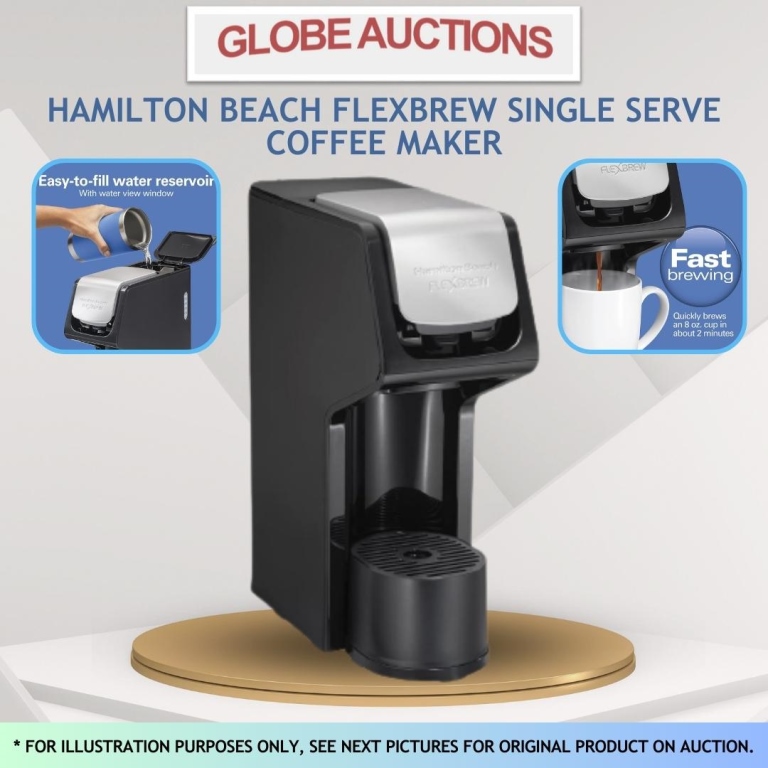 GLOBE AUCTIONS
HAMILTON BEACH FLEXBREW SINGLE SERVE
COFFEE MAKER
Easy-to-fill water reservoir
With water view window
FLEXBREW
Fast
brewing
Quickly brews
an 8 oz. cup in
about 2 minutes
Hamilton Beach
FLEXBREW
* FOR ILLUSTRATION PURPOSES ONLY, SEE NEXT PICTURES FOR ORIGINAL PRODUCT ON AUCTION.